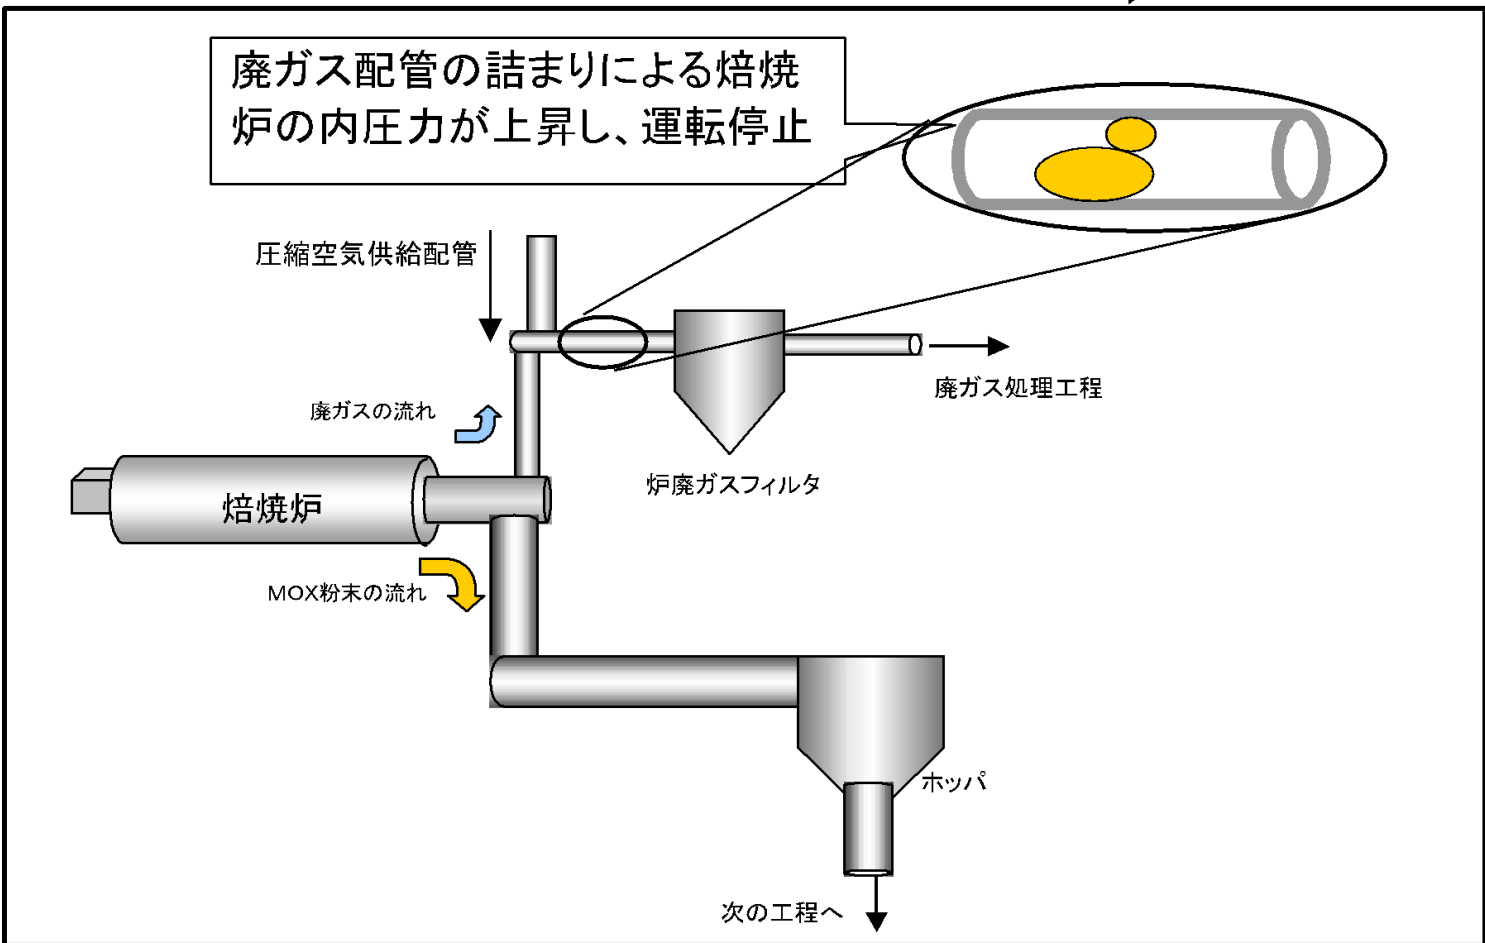 廃ガス配管の詰まりによる焙焼
炉の内圧力が上昇し、運転停止
圧縮空気供給配管
廃ガス処理工程
廃ガスの流れ
炉廃ガスフィルタ
焙焼炉
MOX粉末の流れ
ホッパ
次の工程へ